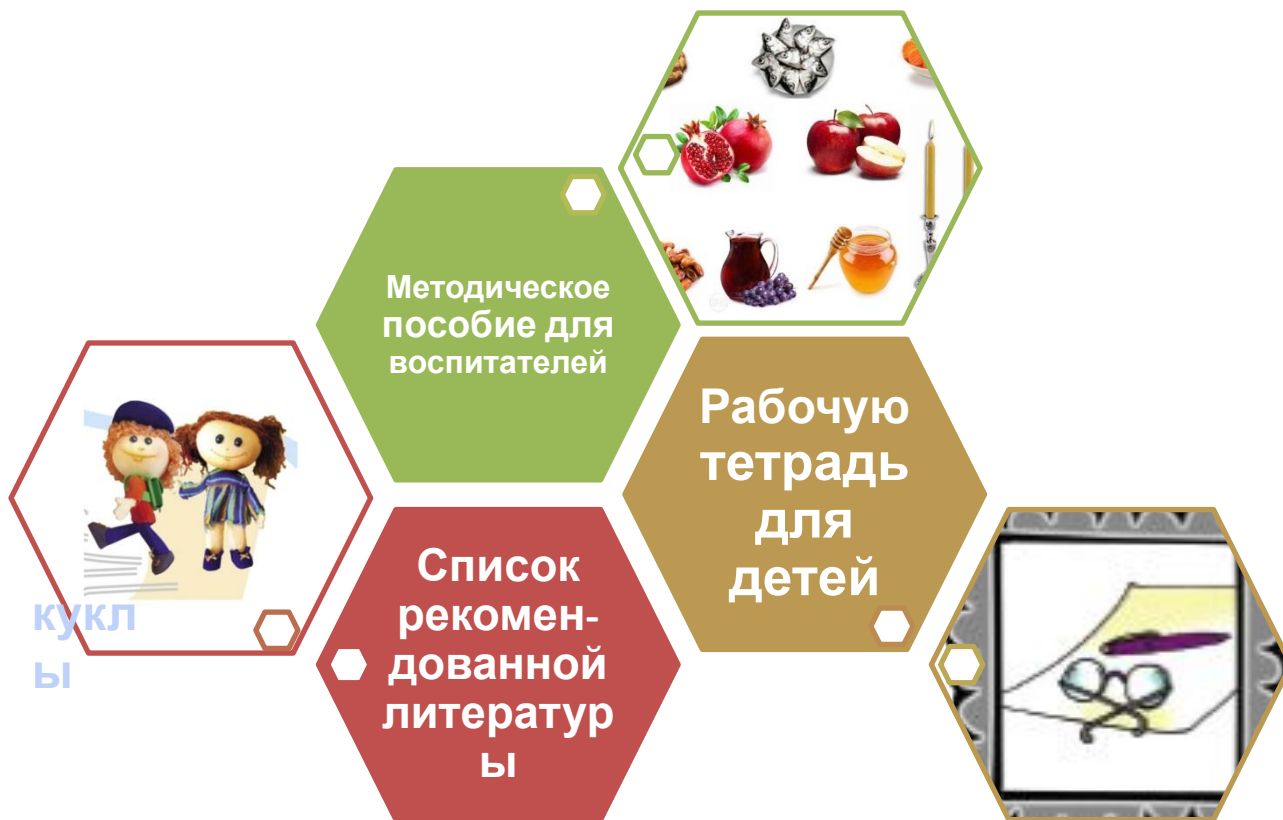 Методическое
пособие для
воспитателей
Рабочую
тетрадь
для
детей
Список
рекомен-
дованной
литератур
ы
кукл
ы